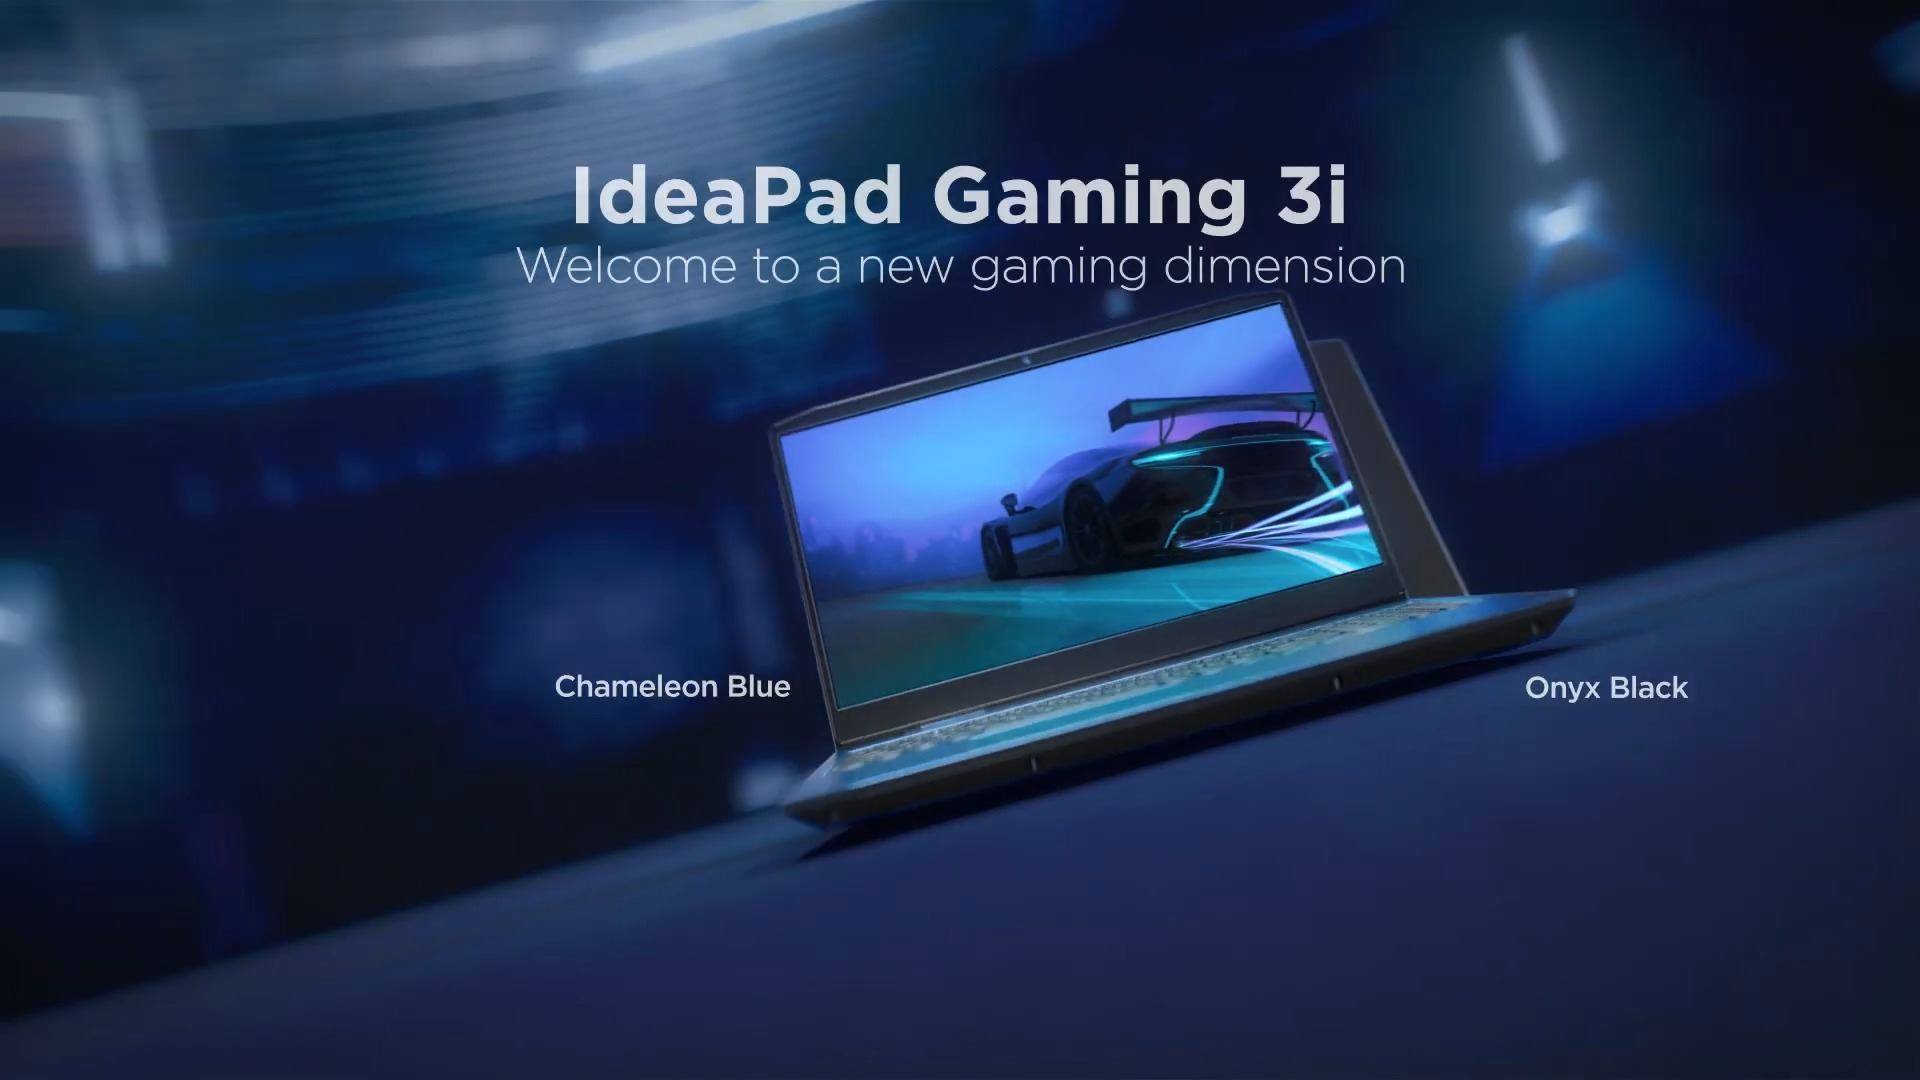 IdeaPad Gaming 3i
Welcome to a new gaming dimension
Chameleon Blue
Onyx Black